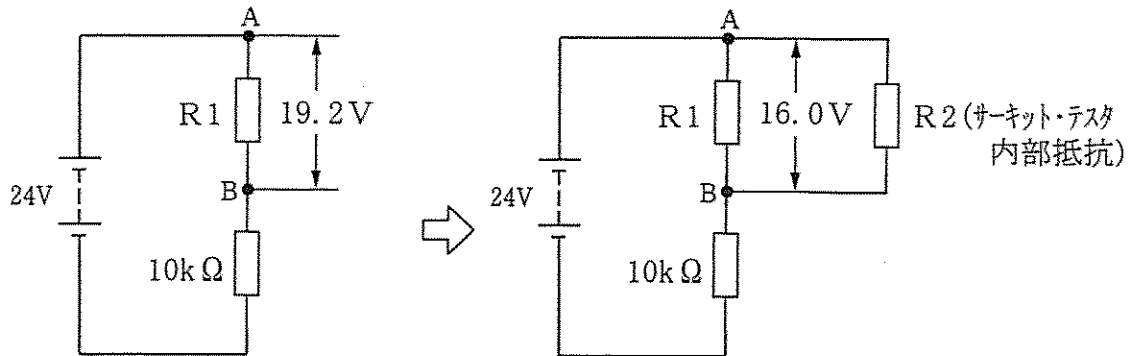 A
R1
19.2V
B
24V
10kΩ
A
R1
16.0V
R2(サーキット・テスタ
内部抵抗)
B
24V
10kΩ